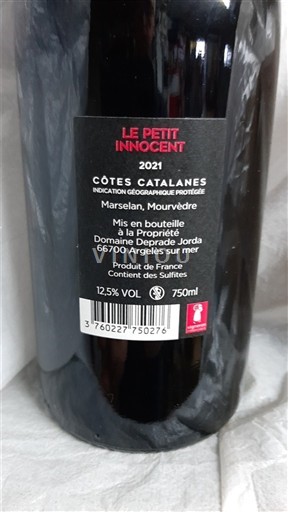 LE PETIT
INNOCENT
2021
CÔTES CATALANES
INDICATION GÉOGRAPHIQUE PROTÉGÉE
Marselan, Mourvèdre
Mis en bouteille
à la Propriété
Domaine Deprade Jorda
66700 Argelès sur mer
VINTOU
Produit de France
Contient des Sulfites
12,5% VOL 750ml
3 760227 750276